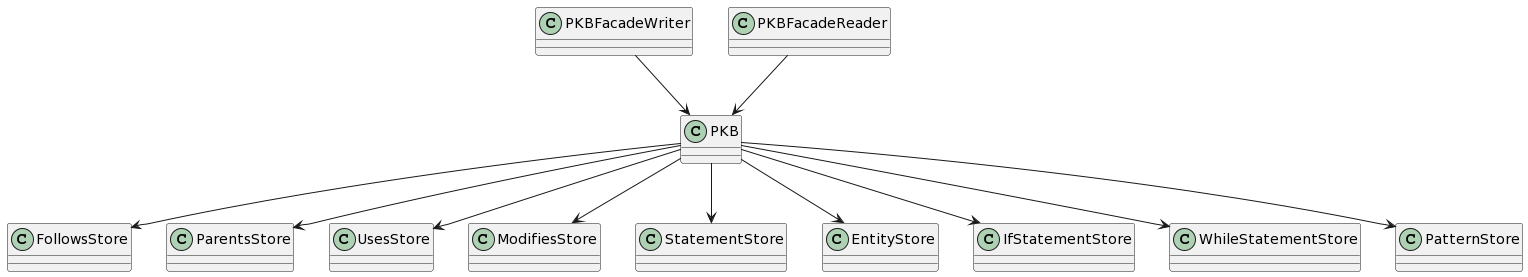 C PKBFacadeWriter
C PKBFacadeReader
C PKB
C FollowsStore
C ParentsStore
C UsesStore
C ModifiesStore
C StatementStore
C EntityStore
C IfStatementStore
C WhileStatementStore
C PatternStore